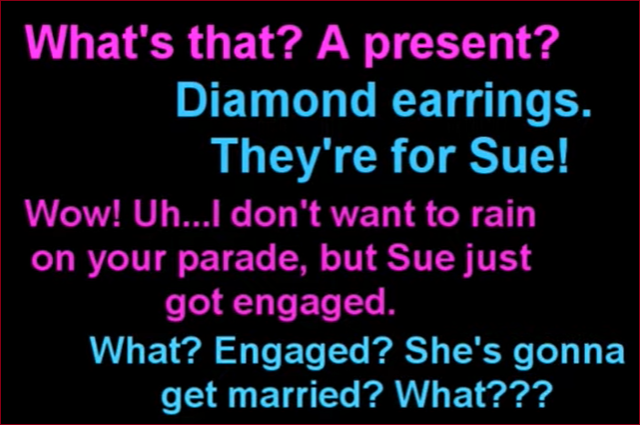 What's that? A present?
Diamond earrings.
They're for Sue!
Wow! Uh...I don't want to rain
on your parade, but Sue just
got engaged.
What? Engaged? She's gonna
get married? What???